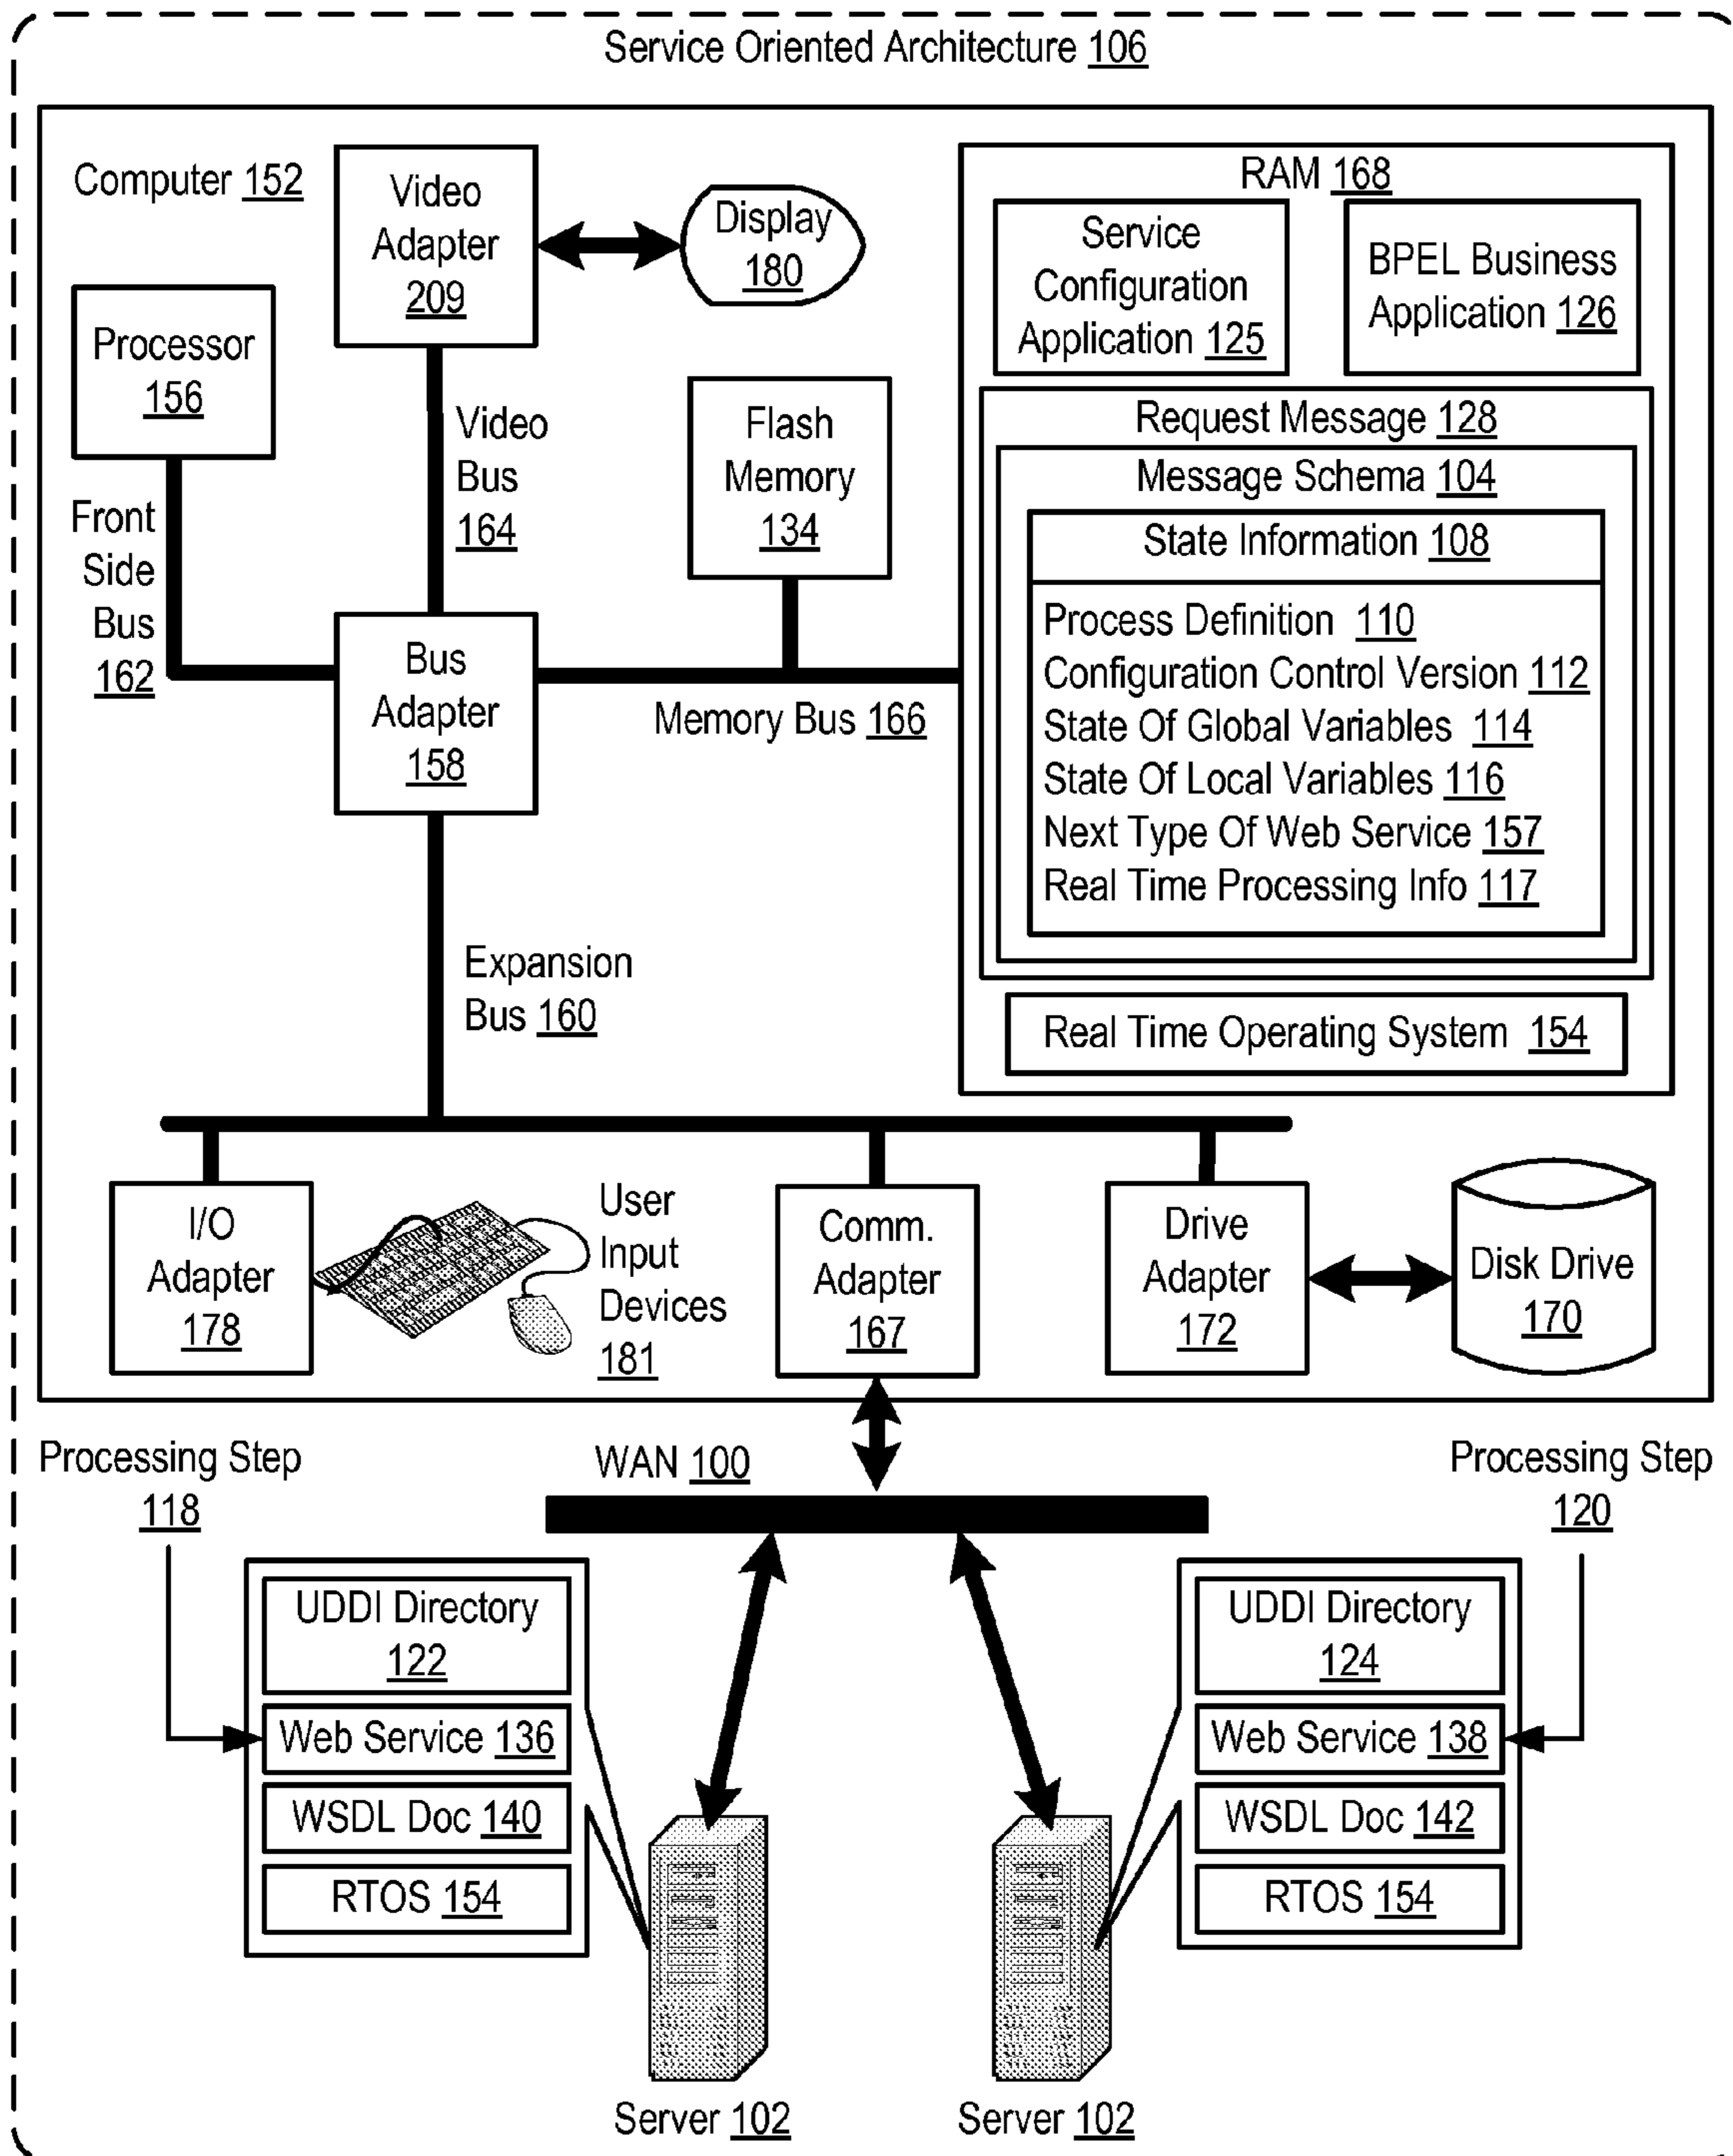 Service Oriented Architecture 106
Computer 152
Video
Adapter
209
Display
180
Processor
156
Front
Side
Bus
162
Video
Bus
164
Flash
Memory
134
Bus
Adapter
158
Memory Bus 166
Expansion
Bus 160
RAM 168
Service
Configuration
Application 125
BPEL Business
Application 126
Request Message 128
Message Schema 104
State Information 108
Process Definition 110
Configuration Control Version 112
State Of Global Variables 114
State Of Local Variables 116
Next Type Of Web Service 157
Real Time Processing Info 117
Real Time Operating System 154
I/O
Adapter
178
User
Input
Devices
181
Comm.
Adapter
167
Drive
Adapter
172
Disk Drive
170
Processing Step
118
WAN 100
Processing Step
120
UDDI Directory
122
Web Service 136
WSDL Doc 140
RTOS 154
UDDI Directory
124
Web Service 138
WSDL Doc 142
RTOS 154
Server 102
Server 102